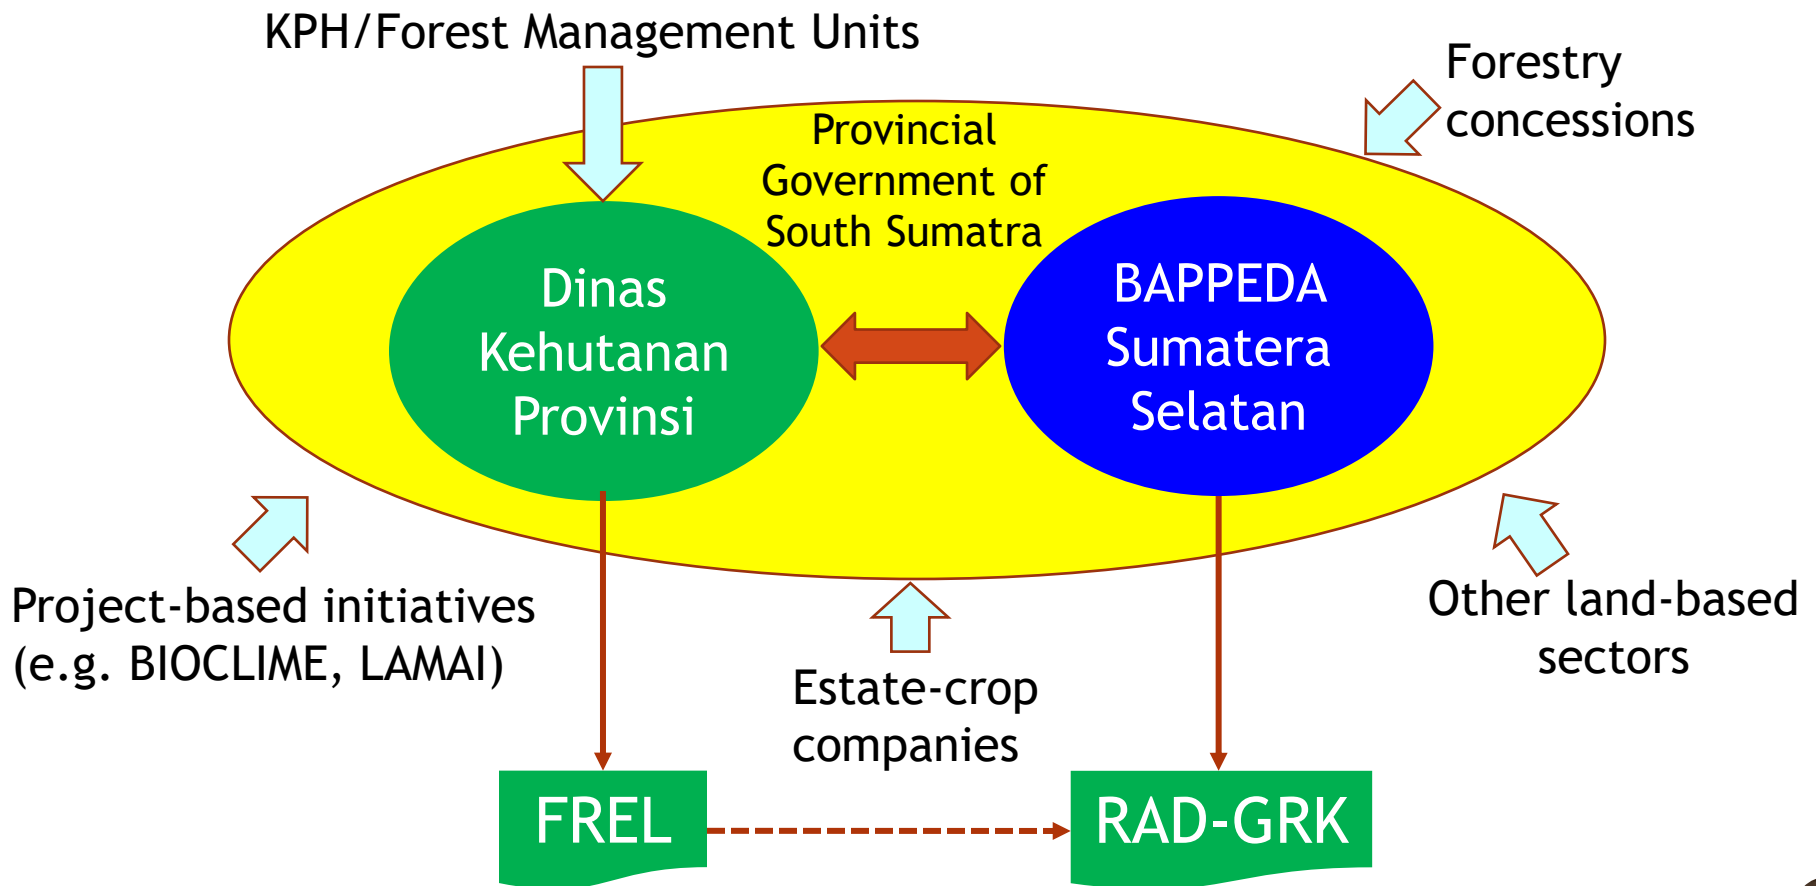 KPH/Forest Management Units
Forestry
concessions
Provincial
Government of
South Sumatra
Dinas
Kehutanan
Provinsi
BAPPEDA
Sumatera
Selatan
Project-based initiatives
(e.g. BIOCLIME, LAMAI)
Estate-crop
companies
Other land-based
sectors
FREL
RAD-GRK